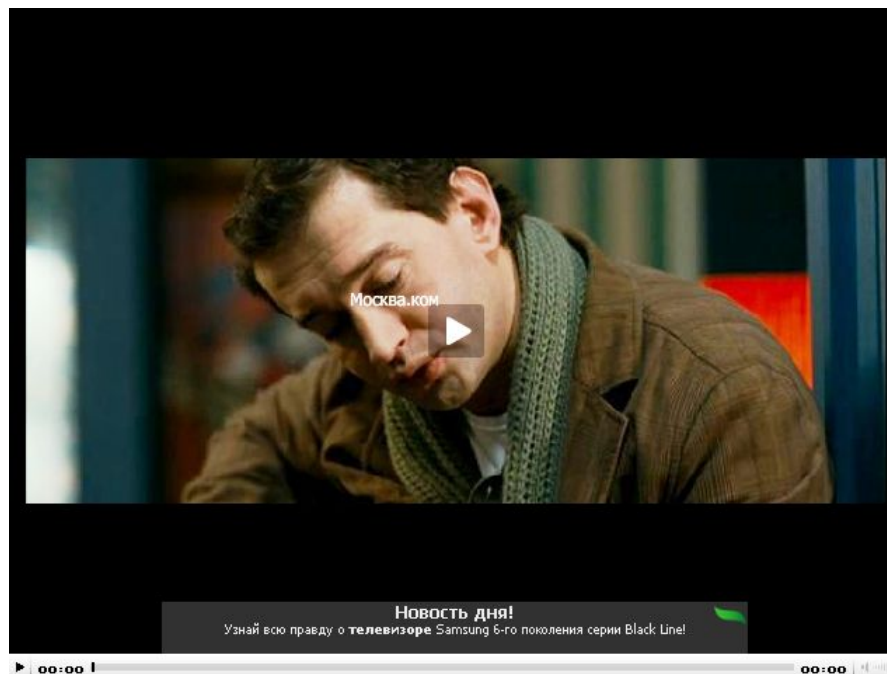 Москва.ком
Новость дня!
Узнай всю правду о телевизоре Samsung 6-го поколения серии Black Line!
00:00
00:00